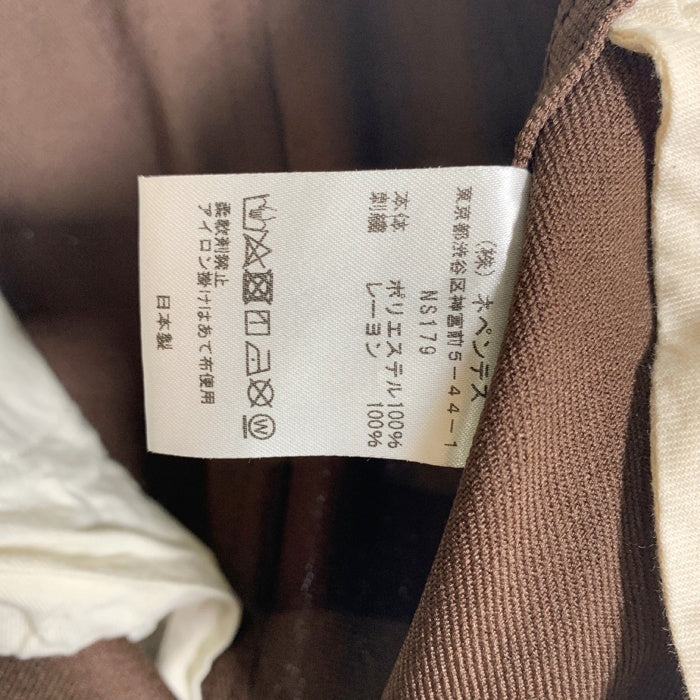 (株) ネペンテス
東京都渋谷区神宮前5-44-1
NS179
本体 ポリエステル100%
刺繍 レーヨン 100%
W
柔軟剤禁止
アイロン掛けはあて布使用
日本製